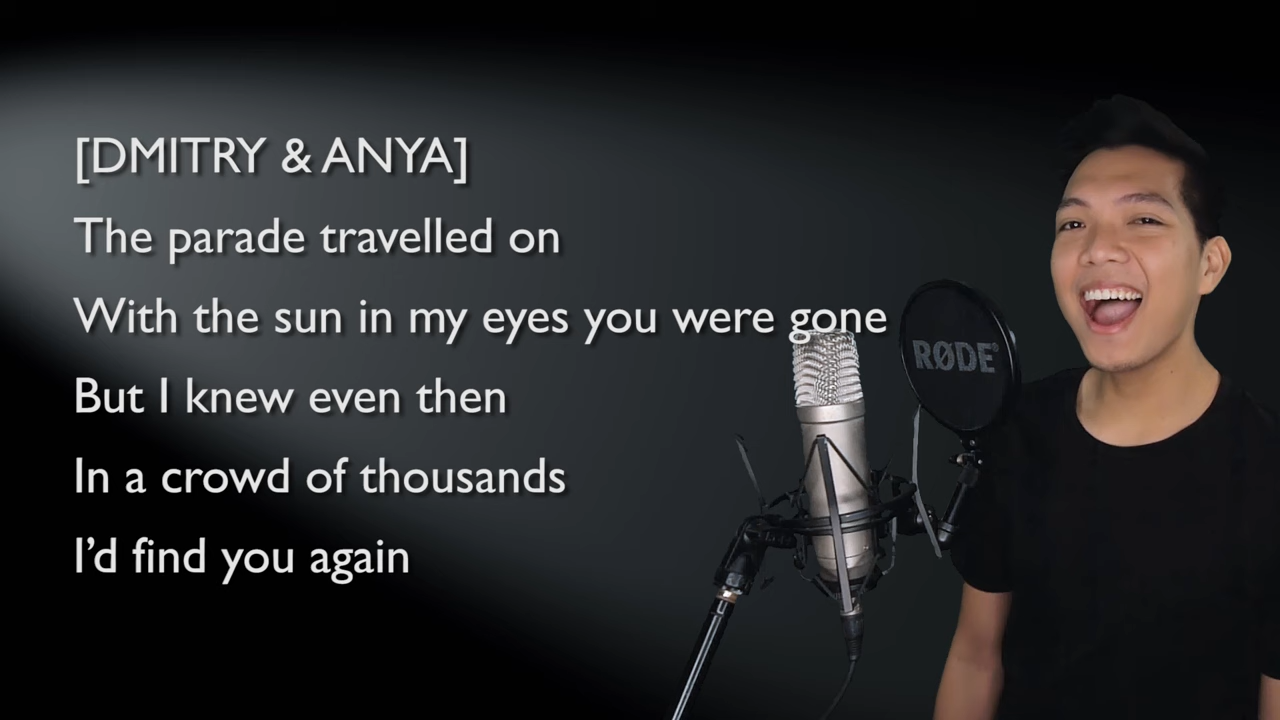 [DMITRY & ANYA]
The parade travelled on
With the sun in my eyes you were gone
But I knew even then
In a crowd of thousands
I’d find you again
RØDE®